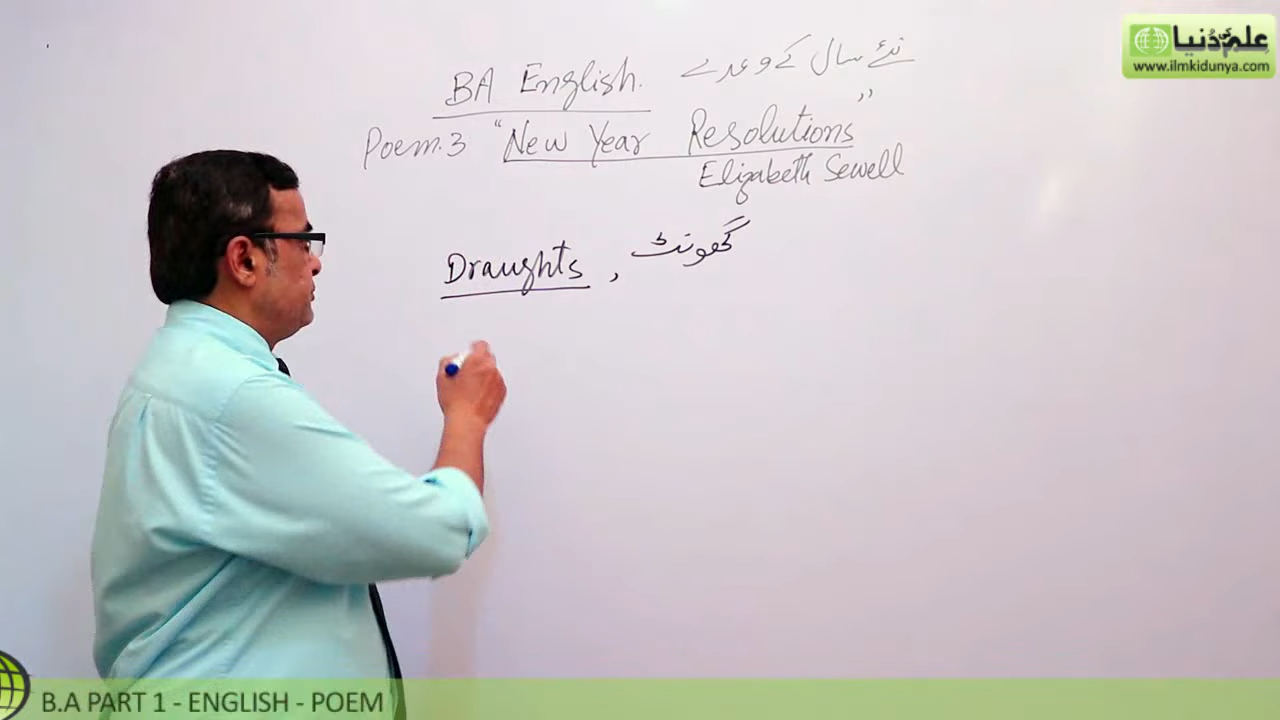 علم کی دُنیا
www.ilmkidunya.com
BA English. نئے سال کے وعدے
Poem.3 "New Year Resolutions"
Elizabeth Sewell
Draughts , گھونٹ
B.A PART 1 - ENGLISH - POEM